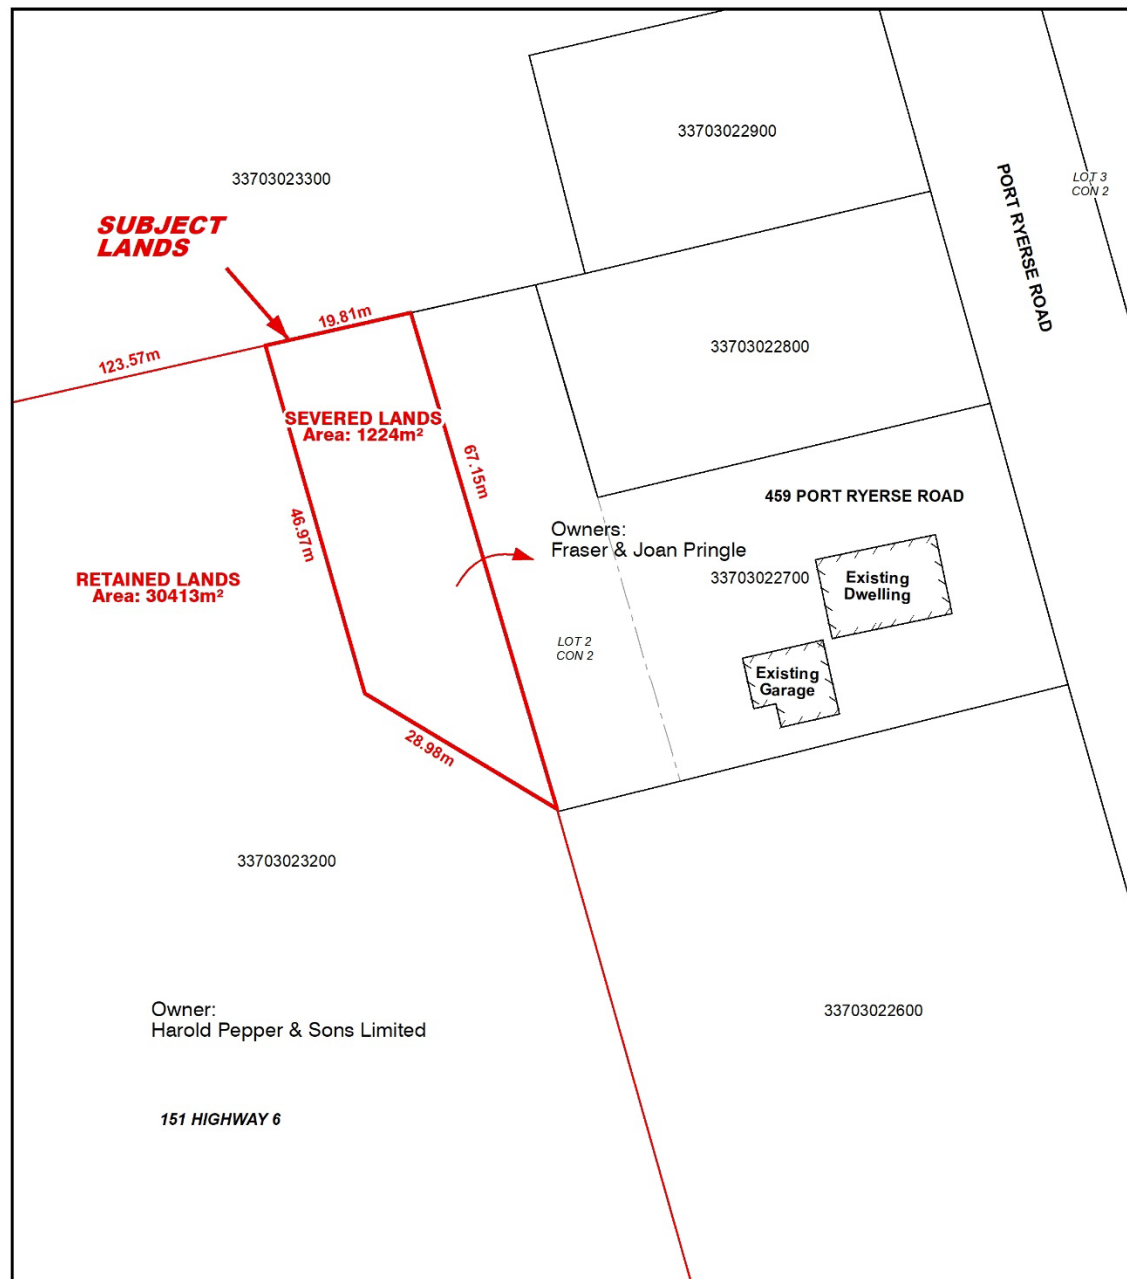 33703022900
LOT 3
CON 2
33703023300
PORT RYERSE ROAD
SUBJECT
LANDS
19.81m
123.57m
33703022800
SEVERED LANDS
Area: 1224m²
67.15m
459 PORT RYERSE ROAD
46.97m
Owners:
Fraser & Joan Pringle
RETAINED LANDS
Area: 30413m²
33703022700
Existing
Dwelling
LOT 2
CON 2
Existing
Garage
28.98m
33703023200
Owner:
Harold Pepper & Sons Limited
33703022600
151 HIGHWAY 6